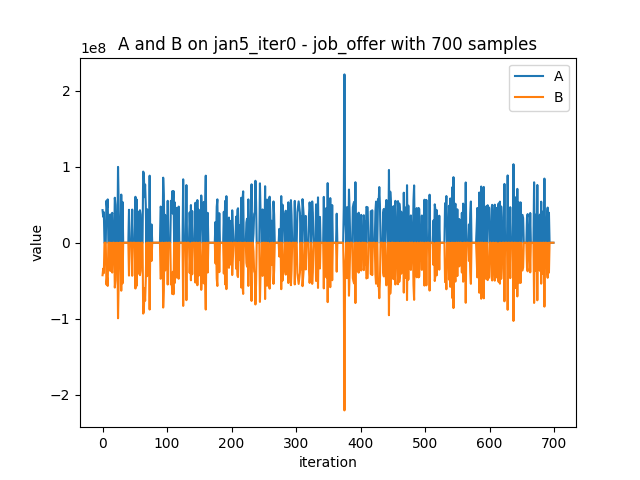 A and B on jan5_iter0 - job_offer with 700 samples
1e8
A
B
value
2
1
0
−1
−2
0 100 200 300 400 500 600 700
iteration